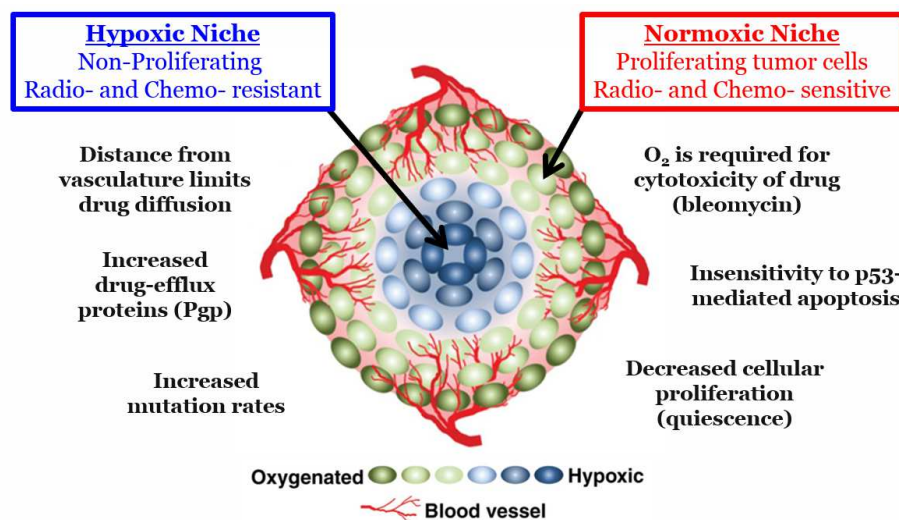 Hypoxic Niche
Non-Proliferating
Radio- and Chemo- resistant
Normoxic Niche
Proliferating tumor cells
Radio- and Chemo- sensitive
Distance from
vasculature limits
drug diffusion
Increased
drug-efflux
proteins (Pgp)
Increased
mutation rates
O₂ is required for
cytotoxicity of drug
(bleomycin)
Insensitivity to p53-
mediated apoptosis
Decreased cellular
proliferation
(quiescence)
Oxygenated
Hypoxic
Blood vessel